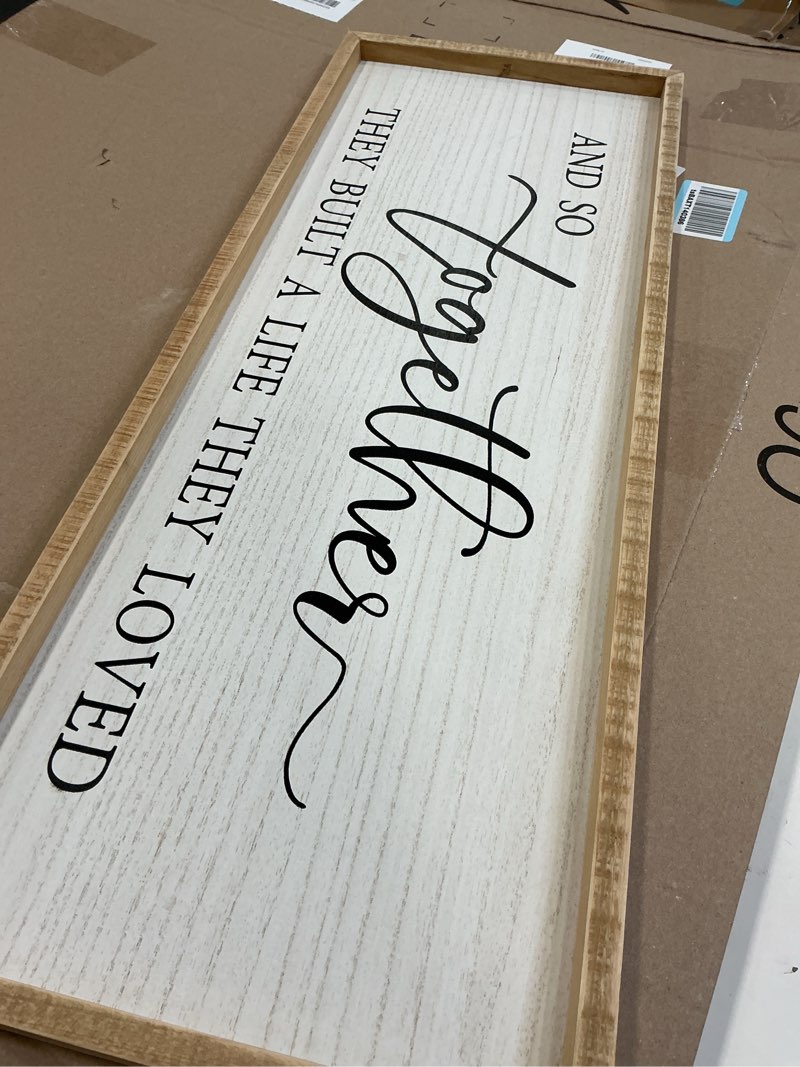 AND SO
together
THEY BUILT A LIFE THEY LOVED